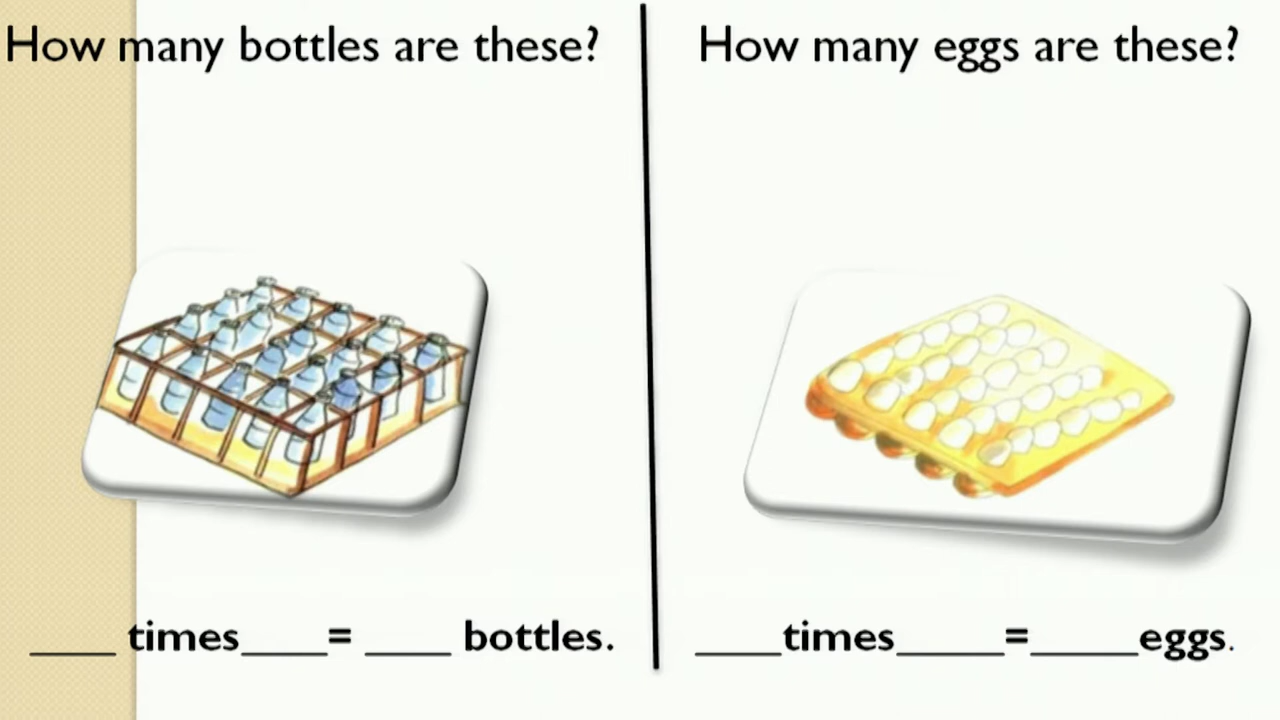 How many bottles are these?
____ times____= ____ bottles.
How many eggs are these?
____times_____=_____eggs.